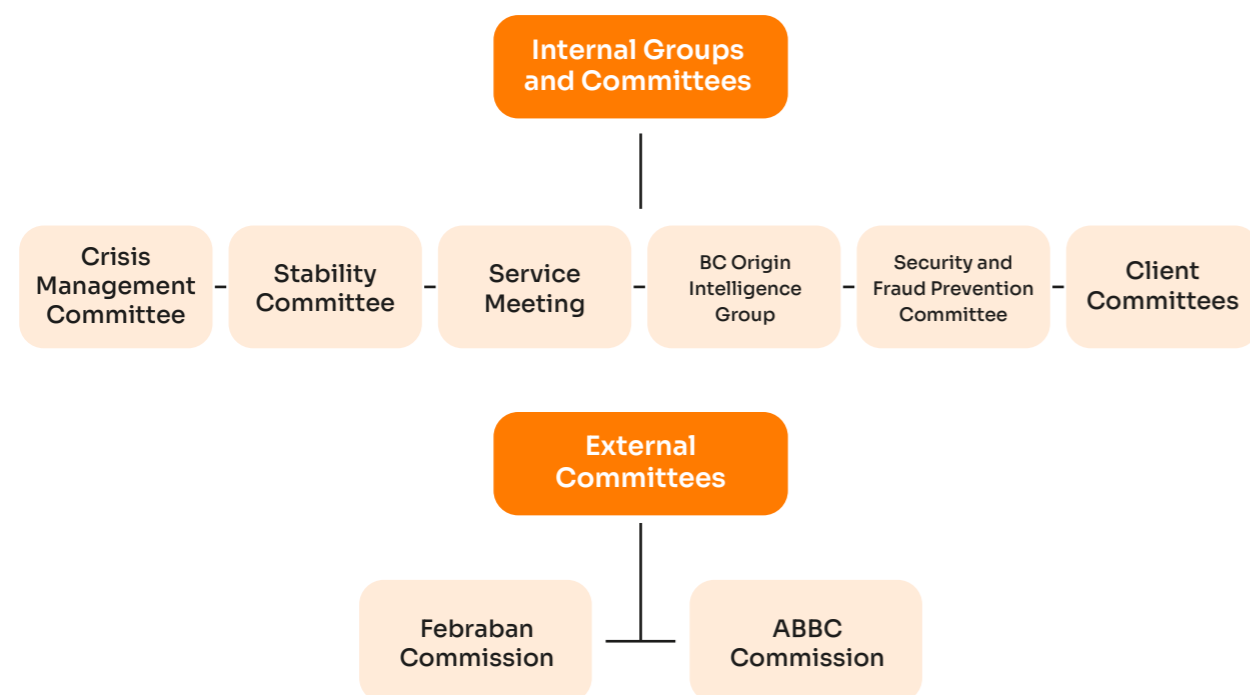 Internal Groups
and Committees
Crisis
Management
Committee
Stability
Committee
Service
Meeting
BC Origin
Intelligence
Group
Security and
Fraud Prevention
Committee
Client
Committees
External
Committees
Febraban
Commission
ABBC
Commission